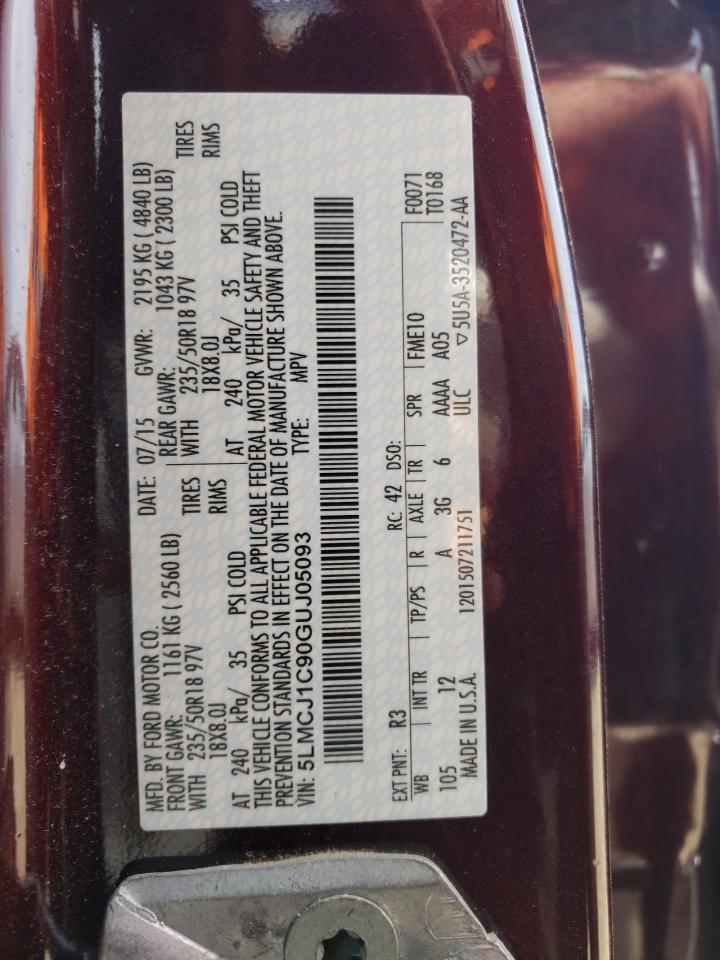 MFD. BY FORD MOTOR CO. DATE: 07/15 GVWR: 2195 KG ( 4840 LB)
FRONT GAWR: 1161 KG ( 2560 LB) REAR GAWR: 1043 KG ( 2300 LB)
WITH 235/50R18 97V TIRES WITH 235/50R18 97V TIRES
18X8.0J RIMS 18X8.0J RIMS
AT 240 kPa/ 35 PSI COLD AT 240 kPa/ 35 PSI COLD
THIS VEHICLE CONFORMS TO ALL APPLICABLE FEDERAL MOTOR VEHICLE SAFETY AND THEFT
PREVENTION STANDARDS IN EFFECT ON THE DATE OF MANUFACTURE SHOWN ABOVE.
VIN: 5LMCJ1C90GUJ05093 TYPE: MPV
EXT PNT: R3 RC: 42 DSO: F0071
WB INT TR TP/PS R AXLE TR SPR FME10 T0168
105 12 A 3G 6 AAAA A05
MADE IN U.S.A. 1201507211751 ULC ▽5U5A-3520472-AA